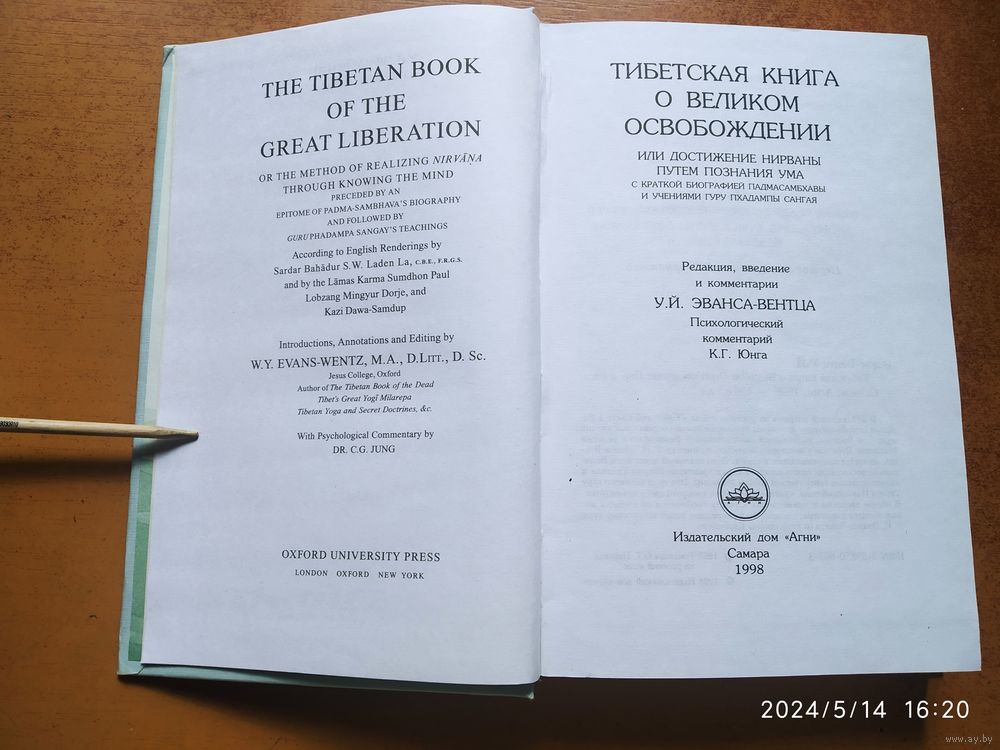 THE TIBETAN BOOK
OF THE
GREAT LIBERATION
OR THE METHOD OF REALIZING NIRVĀṆA
THROUGH KNOWING THE MIND
PRECEDED BY AN
EPITOME OF PADMA-SAMBHAVA'S BIOGRAPHY
AND FOLLOWED BY
GURU PHADAMPA SANGAY'S TEACHINGS
According to English Renderings by
Sardar Bahādur S.W. Laden La, C.B.E., F.R.G.S.
and by the Lāmas Karma Sumdhon Paul
Lobzang Mingyur Dorje, and
Kazi Dawa-Samdup
Introductions, Annotations and Editing by
W.Y. EVANS-WENTZ, M.A., D.Litt., D. Sc.
Jesus College, Oxford
Author of The Tibetan Book of the Dead
Tibet's Great Yogī Milarepa
Tibetan Yoga and Secret Doctrines, &c.
With Psychological Commentary by
DR. C.G. JUNG
OXFORD UNIVERSITY PRESS
LONDON OXFORD NEW YORK
ТИБЕТСКАЯ КНИГА
О ВЕЛИКОМ
ОСВОБОЖДЕНИИ
ИЛИ ДОСТИЖЕНИЕ НИРВАНЫ
ПУТЕМ ПОЗНАНИЯ УМА
С КРАТКОЙ БИОГРАФИЕЙ ПАДМАСАМБХАВЫ
И УЧЕНИЯМИ ГУРУ ПХАДАМПЫ САНГАЯ
Редакция, введение
и комментарии
У.Й. ЭВАНСА-ВЕНТЦА
Психологический
комментарий
К.Г. Юнга
АГНИ
Издательский дом «Агни»
Самара
1998
2024/5/14 16:20
www.ay.by